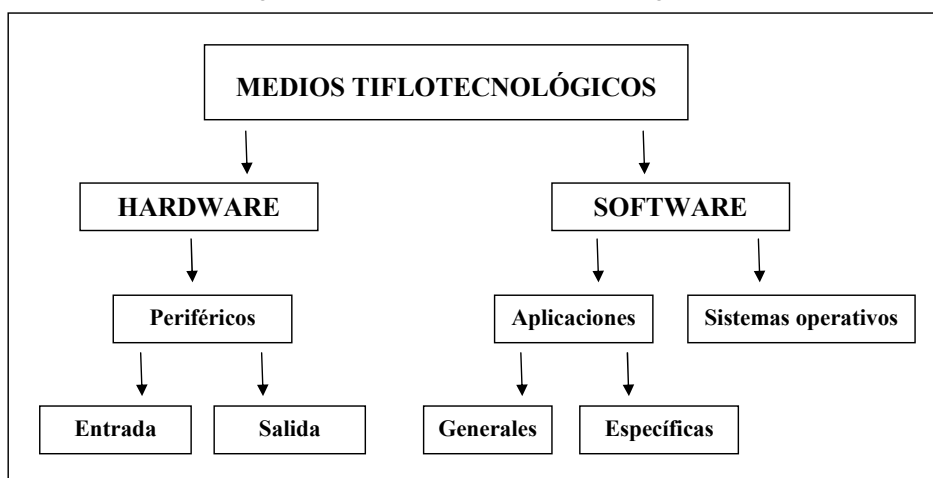 MEDIOS TIFLOTECNOLÓGICOS
HARDWARE
SOFTWARE
Periféricos
Aplicaciones
Sistemas operativos
Entrada
Salida
Generales
Específicas